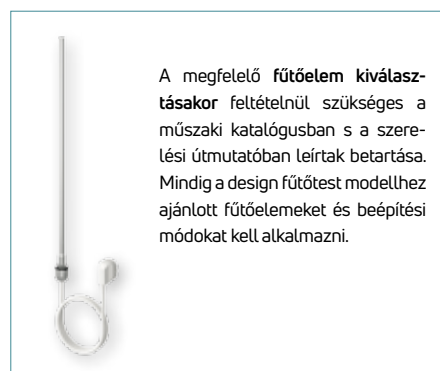 A megfelelő fűtőelem kiválasz-
tásakor feltételnül szükséges a
műszaki katalógusban s a szere-
lési útmutatóban leírtak betartása.
Mindig a design fűtőtest modellhez
ajánlott fűtőelemeket és beépítési
módokat kell alkalmazni.